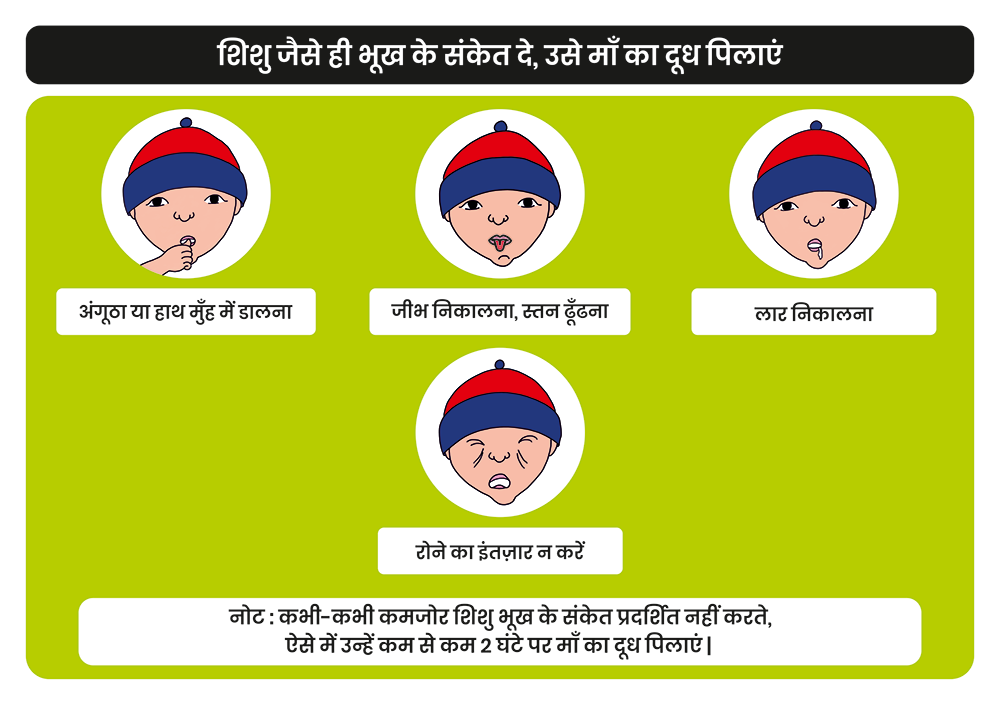 शिशु जैसे ही भूख के संकेत दे, उसे माँ का दूध पिलाएं
अंगूठा या हाथ मुँह में डालना
जीभ निकालना, स्तन ढूँढना
लार निकालना
रोने का इंतज़ार न करें
नोट : कभी-कभी कमजोर शिशु भूख के संकेत प्रदर्शित नहीं करते,
ऐसे में उन्हें कम से कम 2 घंटे पर माँ का दूध पिलाएं |